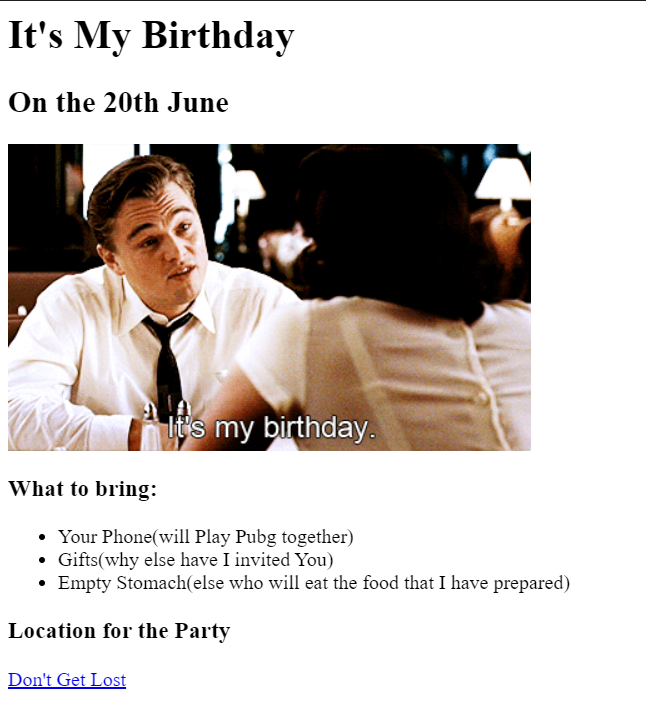 It's My Birthday
On the 20th June
It's my birthday.
What to bring:
Your Phone(will Play Pubg together)
Gifts(why else have I invited You)
Empty Stomach(else who will eat the food that I have prepared)
Location for the Party
Don't Get Lost